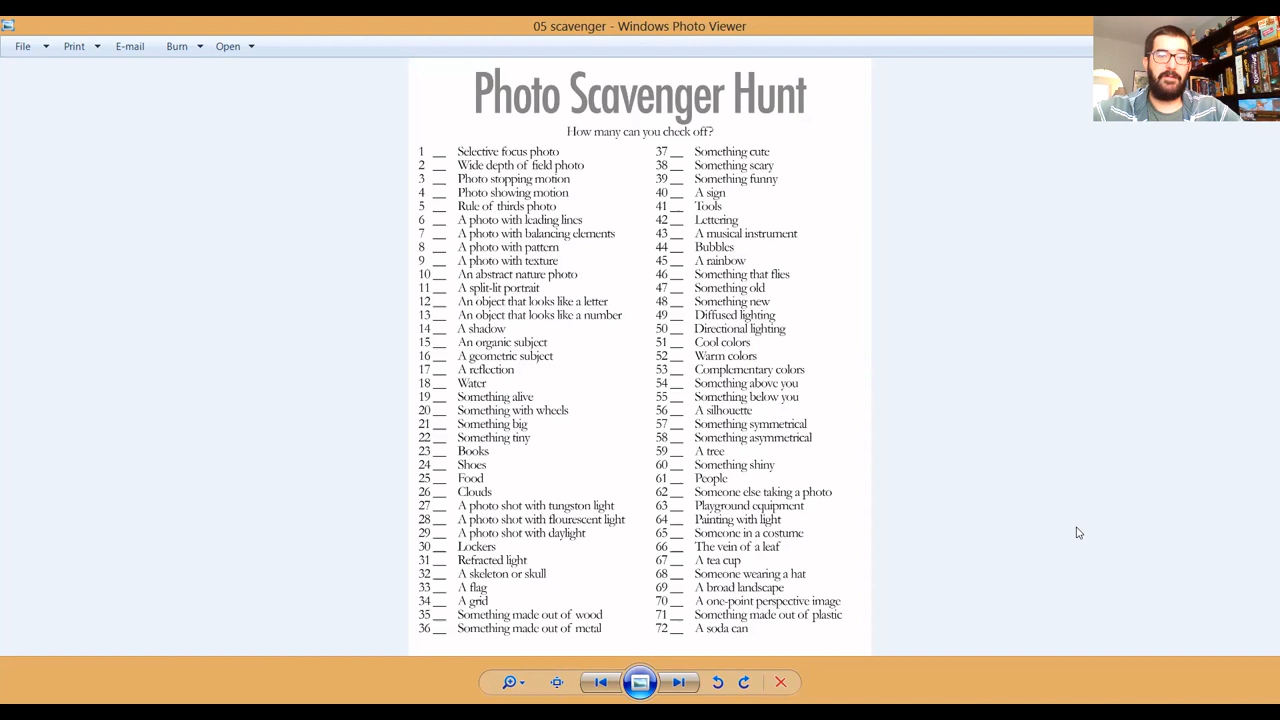 05 scavenger - Windows Photo Viewer
File Print E-mail Burn Open
Photo Scavenger Hunt
How many can you check off?
1 __ Selective focus photo
2 __ Wide depth of field photo
3 __ Photo stopping motion
4 __ Photo showing motion
5 __ Rule of thirds photo
6 __ A photo with leading lines
7 __ A photo with balancing elements
8 __ A photo with pattern
9 __ A photo with texture
10 __ An abstract nature photo
11 __ A split-lit portrait
12 __ An object that looks like a letter
13 __ An object that looks like a number
14 __ A shadow
15 __ An organic subject
16 __ A geometric subject
17 __ A reflection
18 __ Water
19 __ Something alive
20 __ Something with wheels
21 __ Something big
22 __ Something tiny
23 __ Books
24 __ Shoes
25 __ Food
26 __ Clouds
27 __ A photo shot with tungston light
28 __ A photo shot with flourescent light
29 __ A photo shot with daylight
30 __ Lockers
31 __ Refracted light
32 __ A skeleton or skull
33 __ A flag
34 __ A grid
35 __ Something made out of wood
36 __ Something made out of metal
37 __ Something cute
38 __ Something scary
39 __ Something funny
40 __ A sign
41 __ Tools
42 __ Lettering
43 __ A musical instrument
44 __ Bubbles
45 __ A rainbow
46 __ Something that flies
47 __ Something old
48 __ Something new
49 __ Diffused lighting
50 __ Directional lighting
51 __ Cool colors
52 __ Warm colors
53 __ Complementary colors
54 __ Something above you
55 __ Something below you
56 __ A silhouette
57 __ Something symmetrical
58 __ Something asymmetrical
59 __ A tree
60 __ Something shiny
61 __ People
62 __ Someone else taking a photo
63 __ Playground equipment
64 __ Painting with light
65 __ Someone in a costume
66 __ The vein of a leaf
67 __ A tea cup
68 __ Someone wearing a hat
69 __ A broad landscape
70 __ A one-point perspective image
71 __ Something made out of plastic
72 __ A soda can